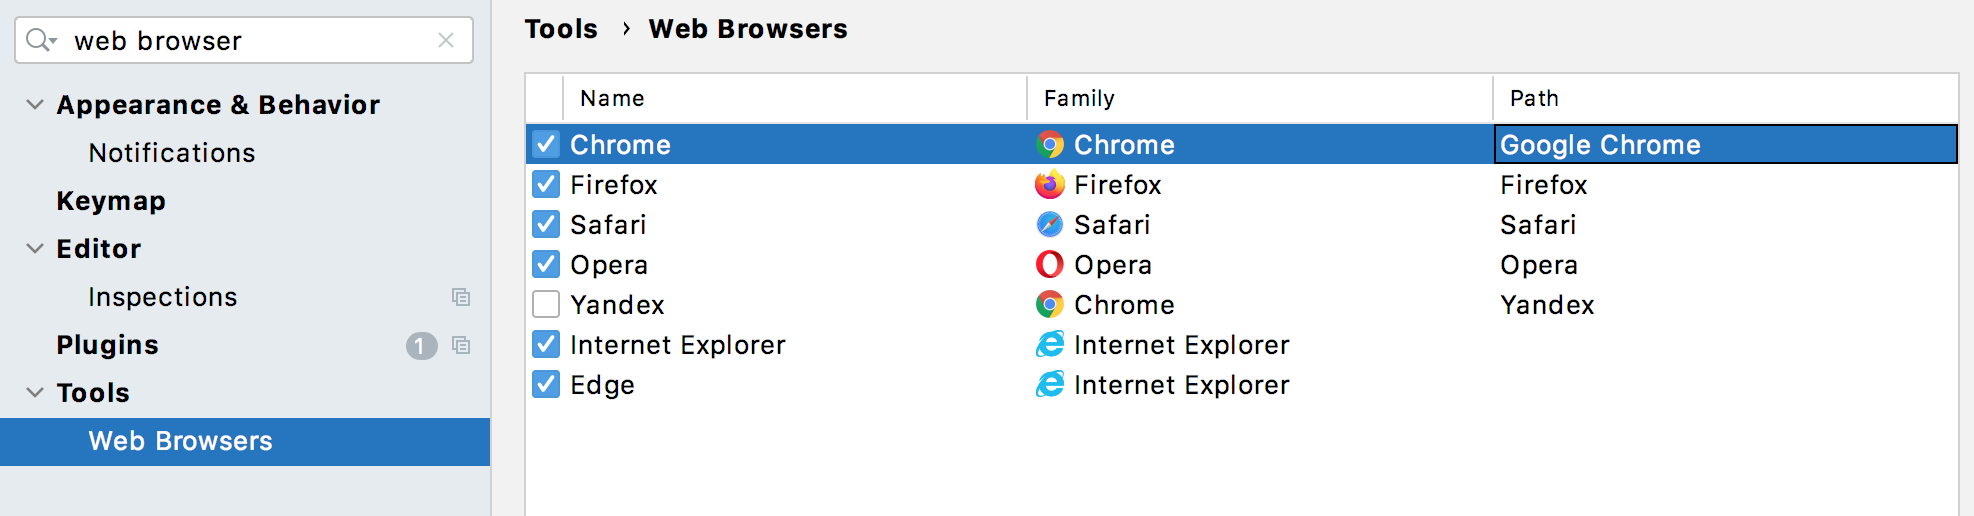 web browser
Appearance & Behavior
Notifications
Keymap
Editor
Inspections
Plugins 1
Tools
Web Browsers
Tools › Web Browsers
Name Family Path
Chrome Chrome Google Chrome
Firefox Firefox Firefox
Safari Safari Safari
Opera Opera Opera
Yandex Chrome Yandex
Internet Explorer Internet Explorer
Edge Internet Explorer